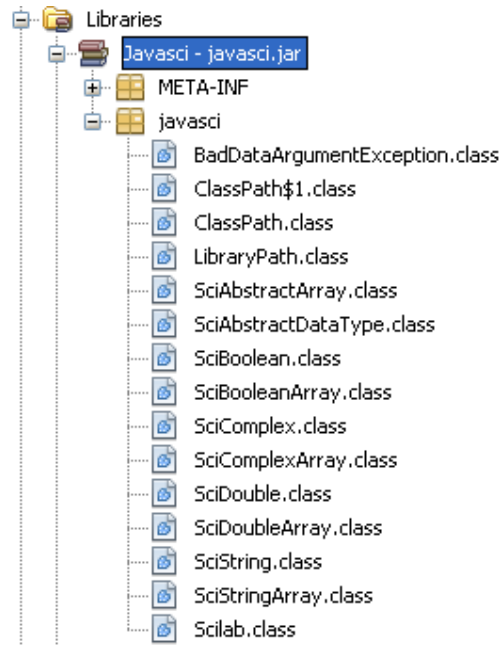 Libraries
Javasci - javasci.jar
META-INF
javasci
BadDataArgumentException.class
ClassPath$1.class
ClassPath.class
LibraryPath.class
SciAbstractArray.class
SciAbstractDataType.class
SciBoolean.class
SciBooleanArray.class
SciComplex.class
SciComplexArray.class
SciDouble.class
SciDoubleArray.class
SciString.class
SciStringArray.class
Scilab.class